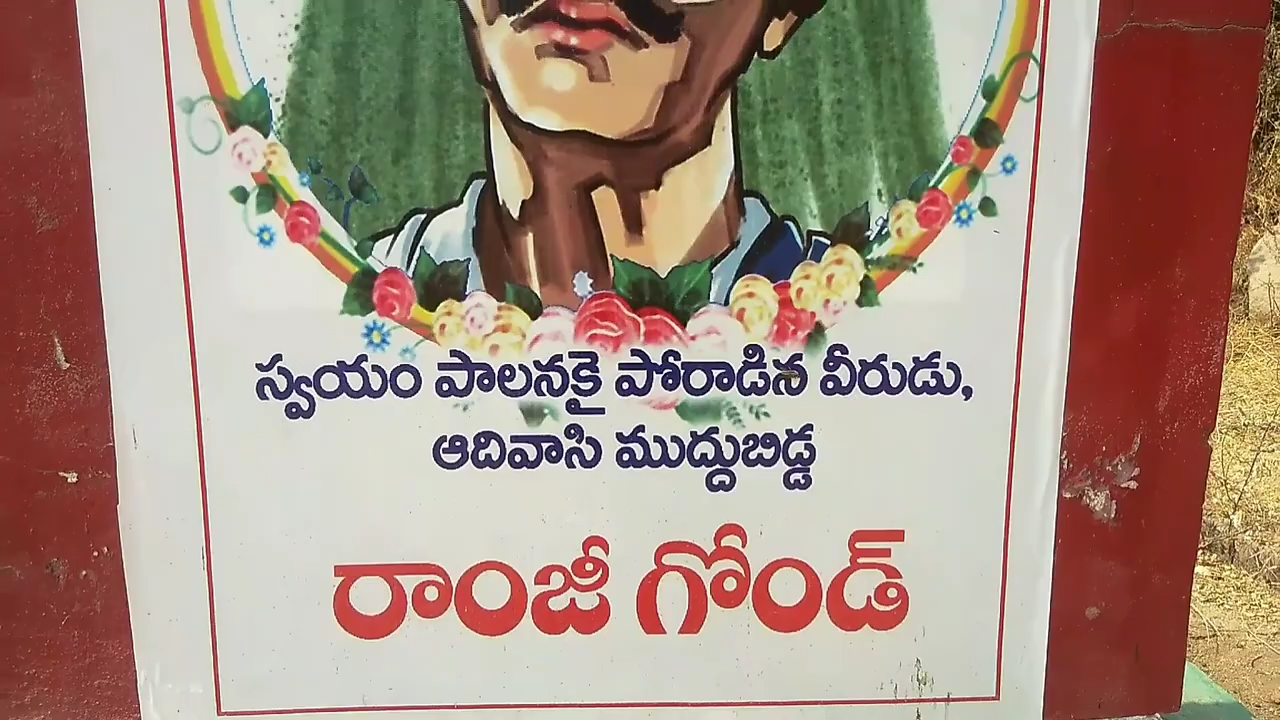 స్వయం పాలనకై పోరాడిన వీరుడు,
ఆదివాసి ముద్దుబిడ్డ
రాంజీ గోండ్